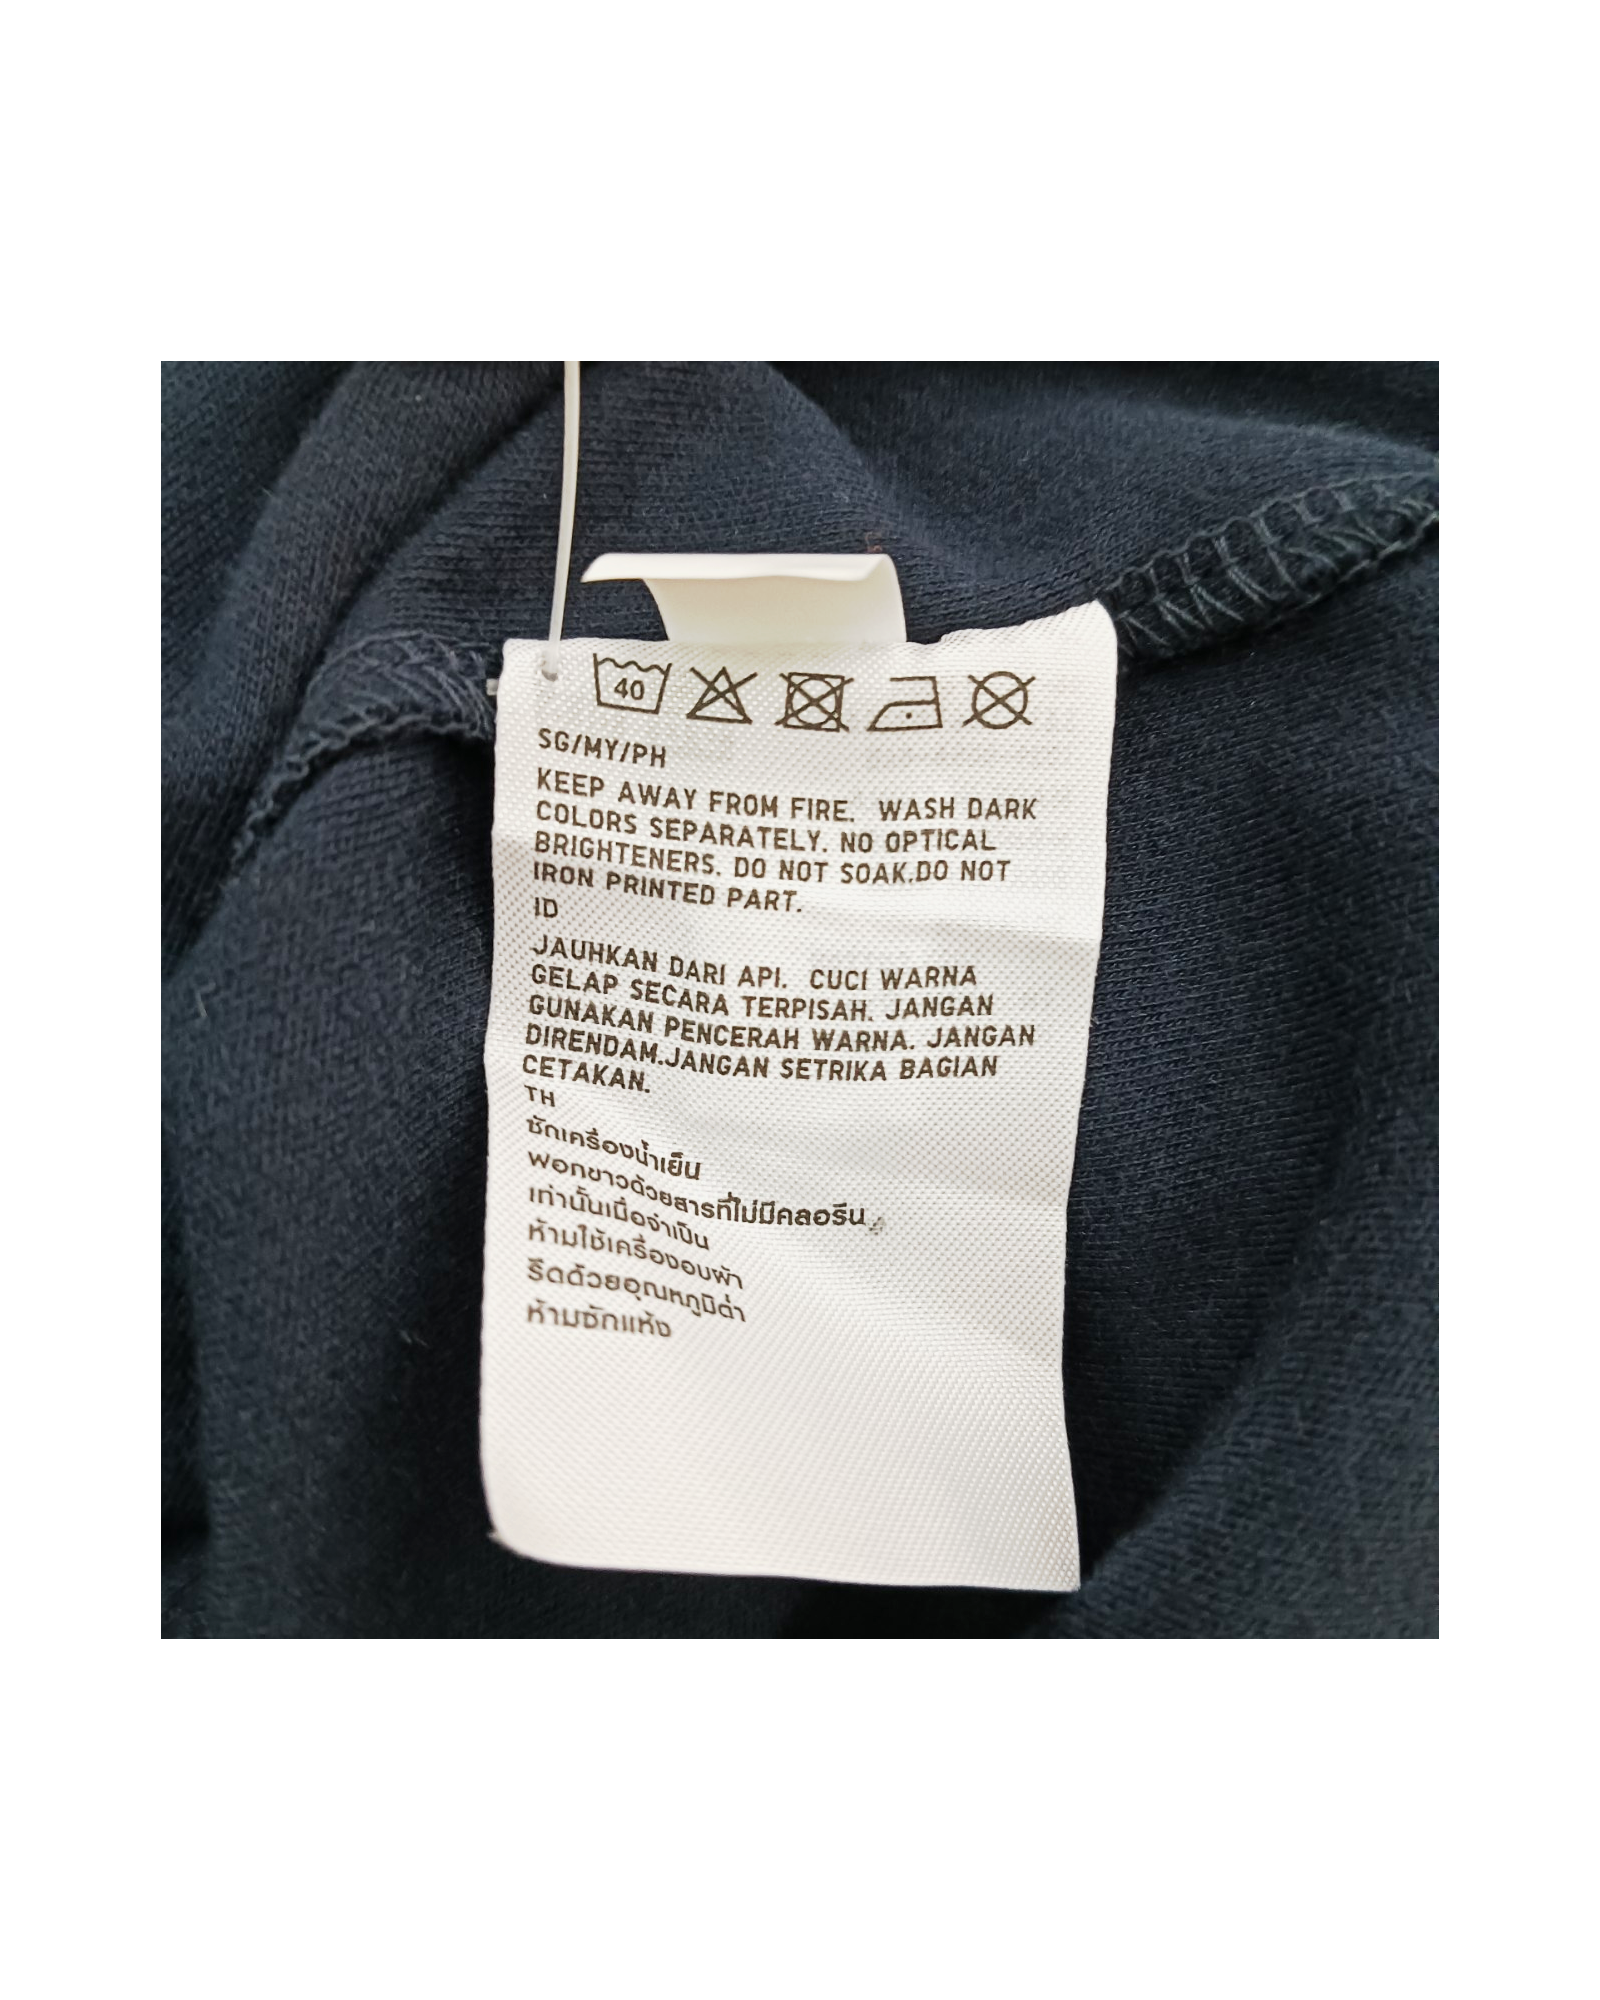 40
SG/MY/PH
KEEP AWAY FROM FIRE. WASH DARK
COLORS SEPARATELY. NO OPTICAL
BRIGHTENERS. DO NOT SOAK.DO NOT
IRON PRINTED PART.
ID
JAUHKAN DARI API. CUCI WARNA
GELAP SECARA TERPISAH. JANGAN
GUNAKAN PENCERAH WARNA. JANGAN
DIRENDAM.JANGAN SETRIKA BAGIAN
CETAKAN.
TH
ซักเครื่องน้ำเย็น
ฟอกขาวด้วยสารที่ไม่มีคลอรีน
เท่านั้นเมื่อจำเป็น
ห้ามใช้เครื่องอบผ้า
รีดด้วยอุณหภูมิต่ำ
ห้ามซักแห้ง